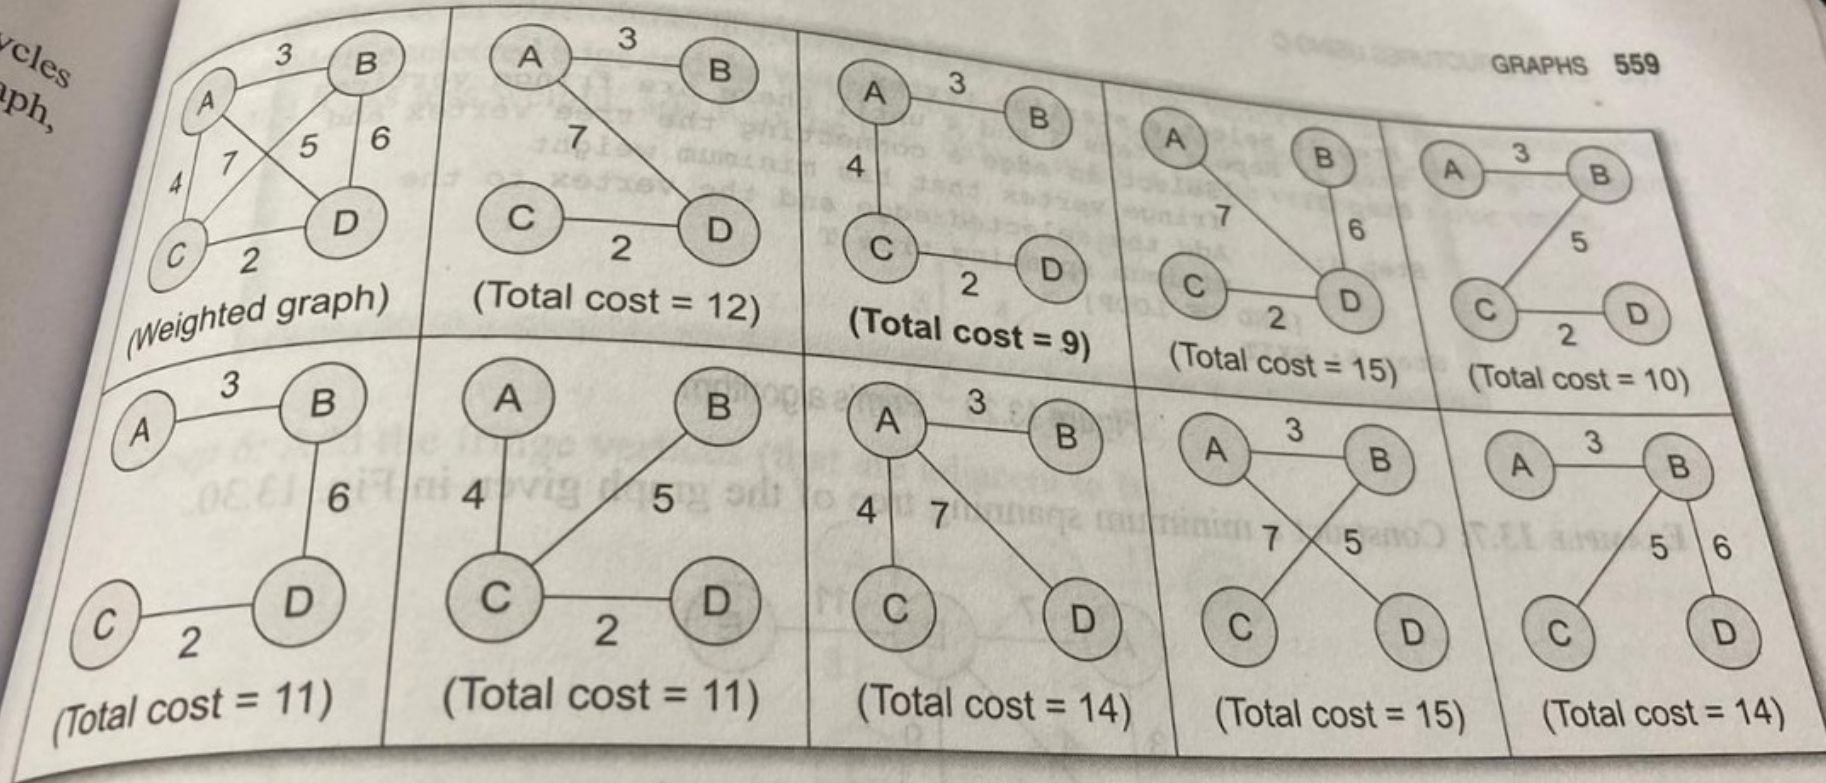 ycles
aph,
GRAPHS 559
A 3 B
4 7 5 6
C 2 D
(Weighted graph)
A 3 B
7
C 2 D
(Total cost = 12)
A 3 B
4
C 2 D
(Total cost = 9)
A B
7 6
C 2 D
(Total cost = 15)
A 3 B
5
C 2 D
(Total cost = 10)
A 3 B
6
C 2 D
(Total cost = 11)
A B
4 5
C 2 D
(Total cost = 11)
A 3 B
4 7
C D
(Total cost = 14)
A 3 B
7 5
C D
(Total cost = 15)
A 3 B
5 6
C D
(Total cost = 14)